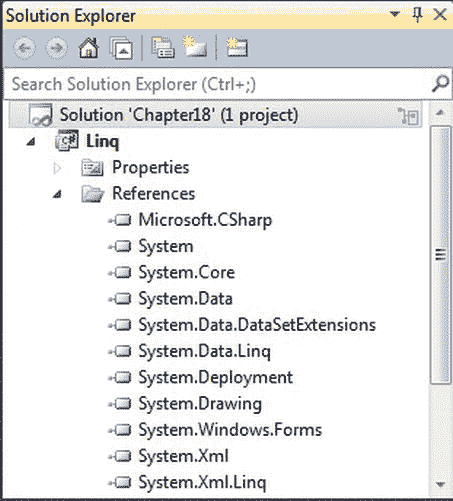 Solution Explorer
Search Solution Explorer (Ctrl+;)
Solution 'Chapter18' (1 project)
C# Linq
Properties
References
Microsoft.CSharp
System
System.Core
System.Data
System.Data.DataSetExtensions
System.Data.Linq
System.Deployment
System.Drawing
System.Windows.Forms
System.Xml
System.Xml.Linq